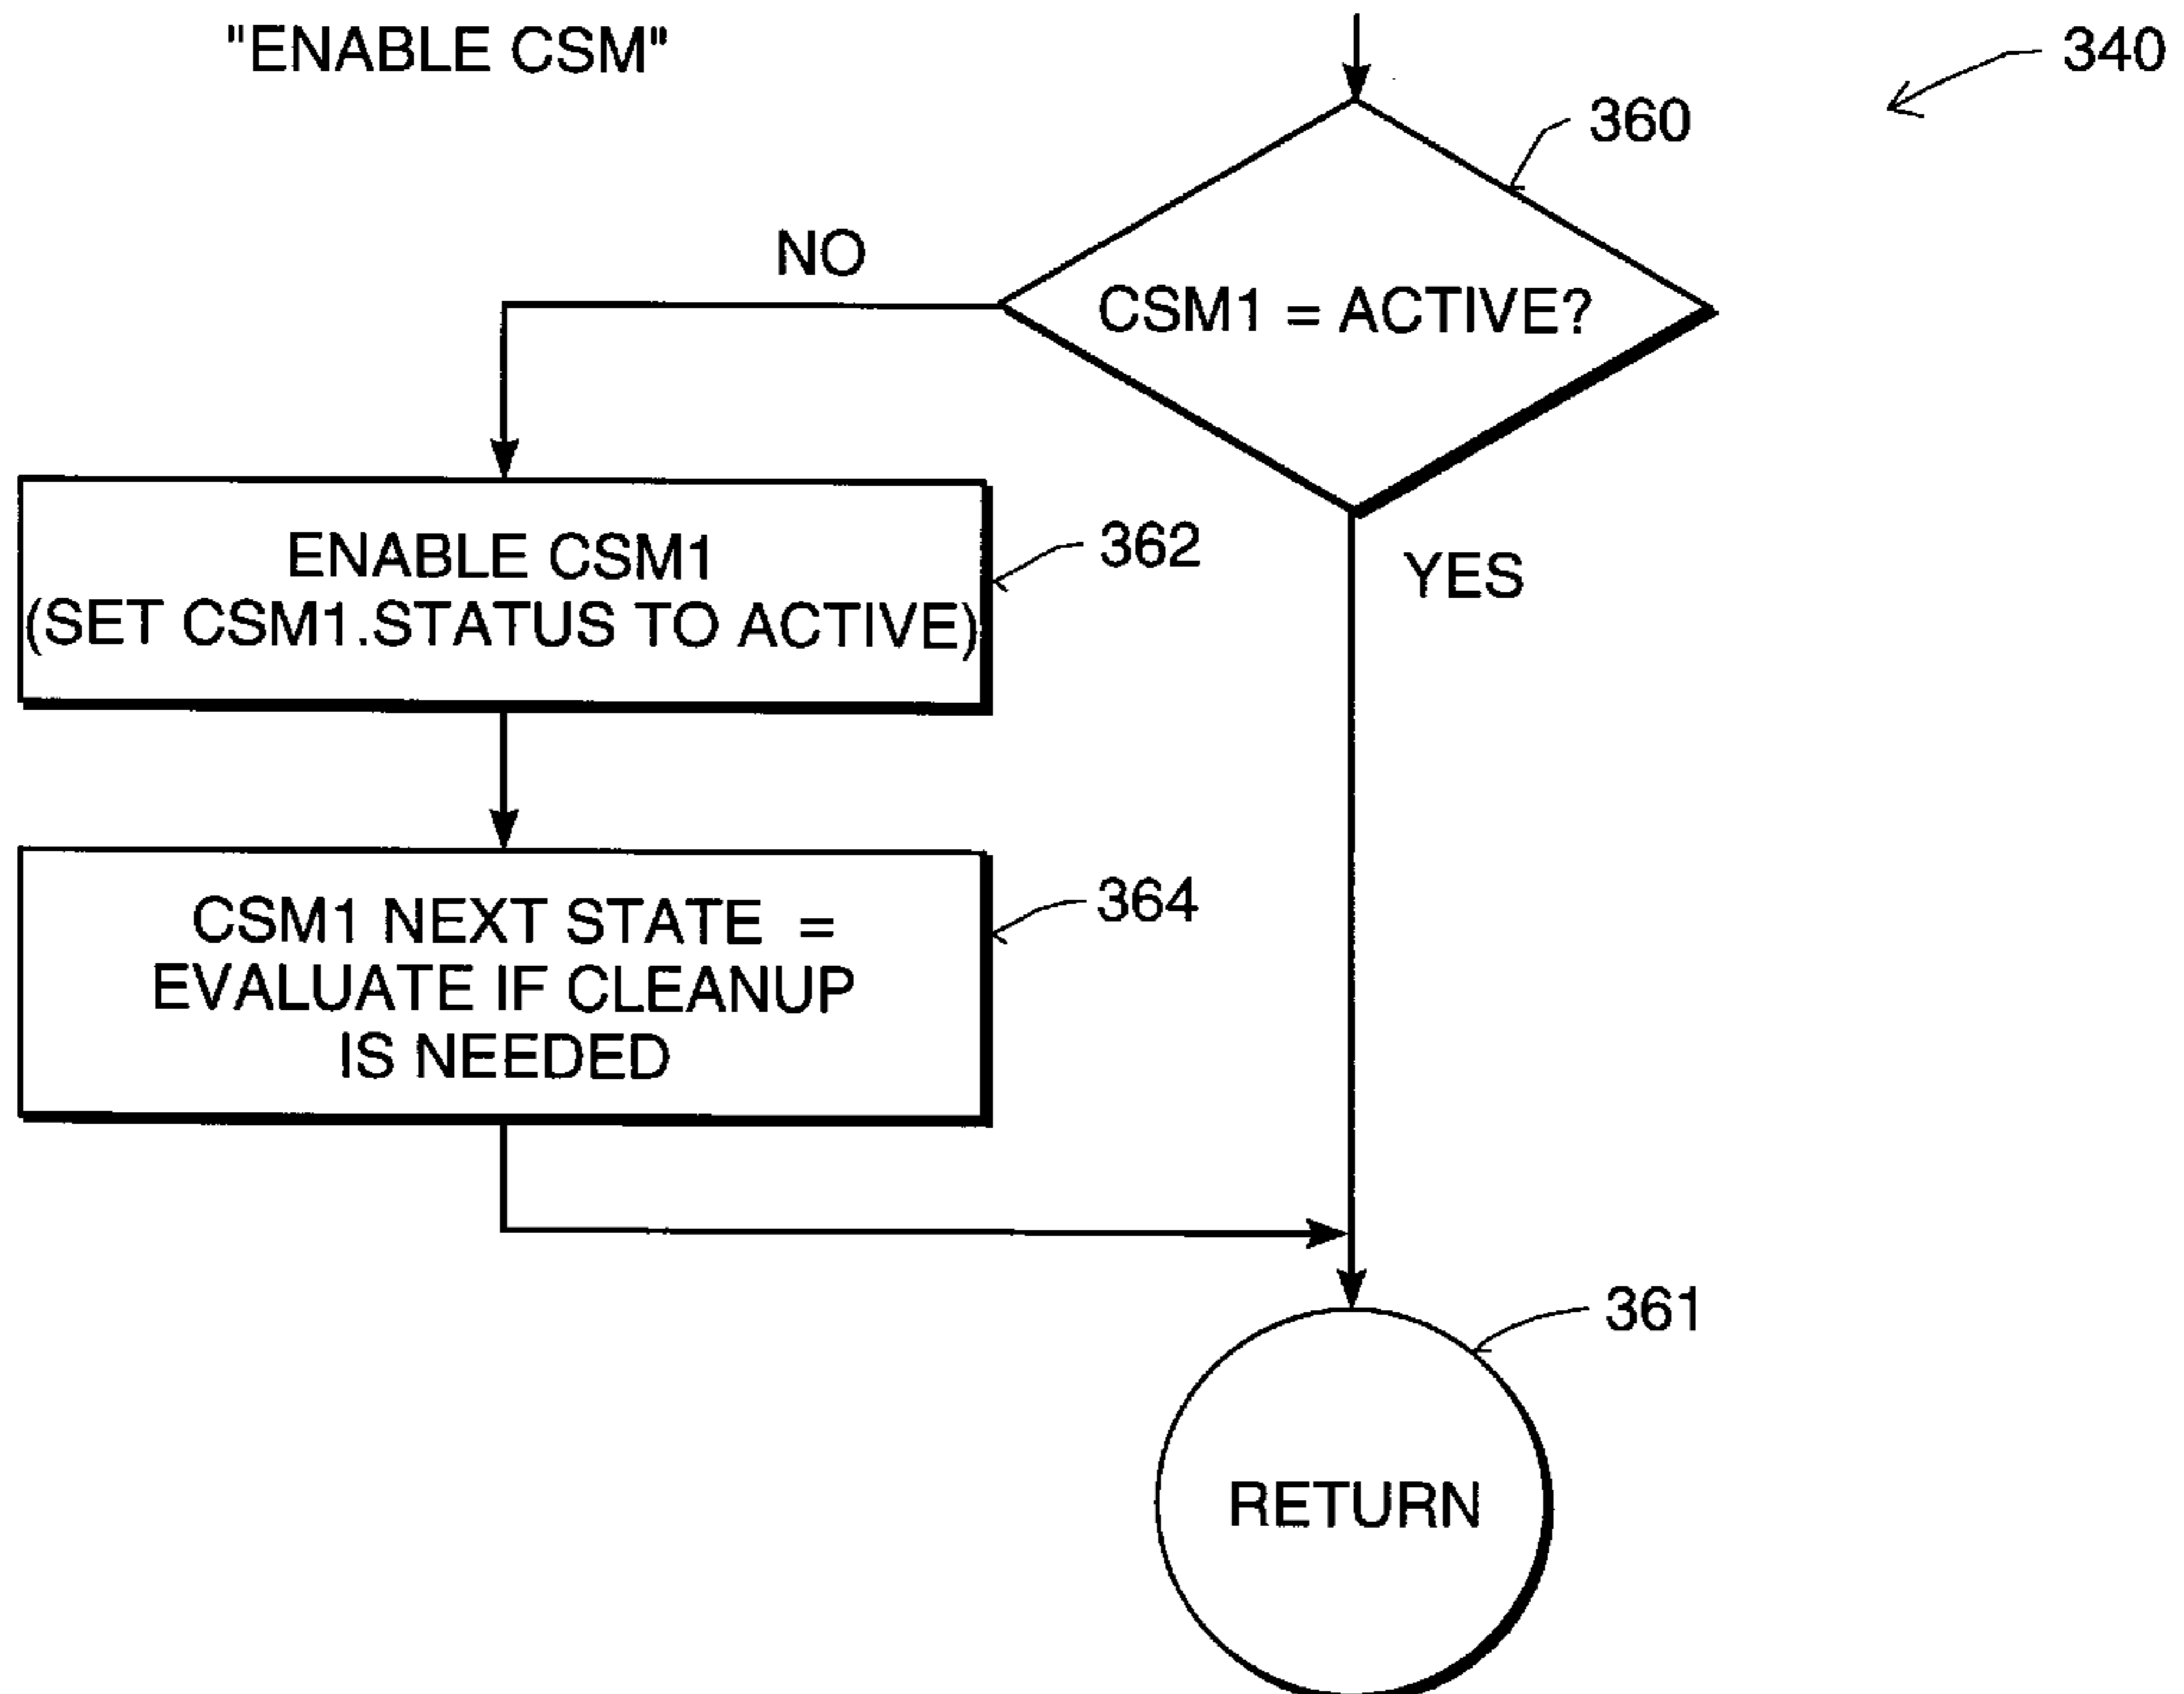 "ENABLE CSM"
340
360
NO
CSM1 = ACTIVE?
ENABLE CSM1
(SET CSM1.STATUS TO ACTIVE)
362
YES
CSM1 NEXT STATE =
EVALUATE IF CLEANUP
IS NEEDED
364
361
RETURN